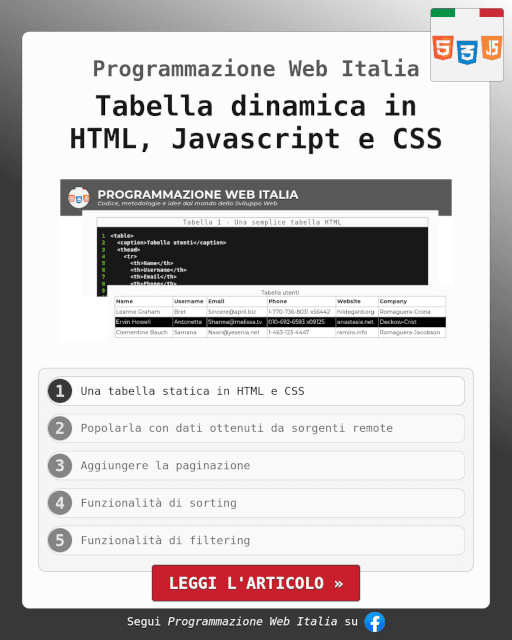 Programmazione Web Italia
5 3 JS
Tabella dinamica in
HTML, Javascript e CSS
PROGRAMMAZIONE WEB ITALIA
Codice, metodologie e idee dal mondo dello Sviluppo Web
Tabella 1 - Una semplice tabella HTML
1 <table>
2 <caption>Tabella utenti</caption>
3 <thead>
4 <tr>
5 <th>Name</th>
6 <th>Username</th>
7 <th>Email</th>
8 <th>Phone</th>
Tabella utenti
Name Username Email Phone Website Company
Leanne Graham Bret Sincere@april.biz 1-770-736-8031 x56442 hildegard.org Romaguera-Crona
Ervin Howell Antonette Shanna@melissa.tv 010-692-6593 x09125 anastasia.net Deckow-Crist
Clementine Bauch Samantha Nathan@yesenia.net 1-463-123-4447 ramiro.info Romaguera-Jacobson
1 Una tabella statica in HTML e CSS
2 Popolarla con dati ottenuti da sorgenti remote
3 Aggiungere la paginazione
4 Funzionalità di sorting
5 Funzionalità di filtering
LEGGI L'ARTICOLO »
Segui Programmazione Web Italia su